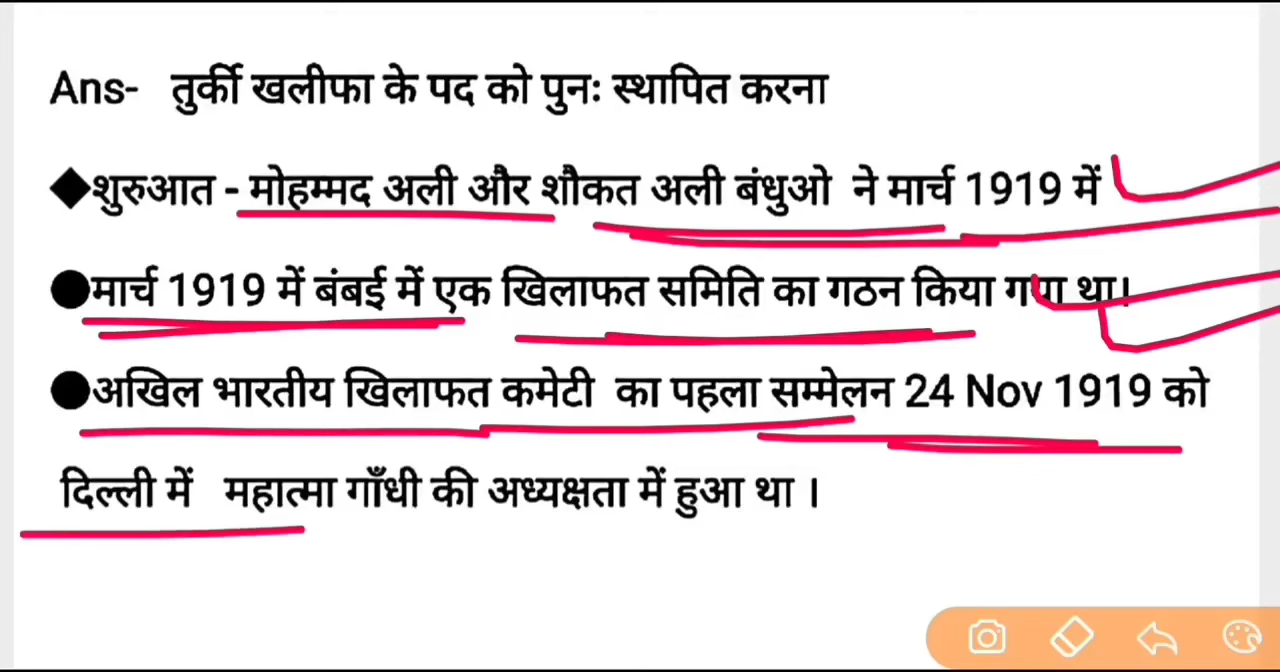 Ans- तुर्की खलीफा के पद को पुनः स्थापित करना
◆शुरुआत - मोहम्मद अली और शौकत अली बंधुओ ने मार्च 1919 में
●मार्च 1919 में बंबई में एक खिलाफत समिति का गठन किया गया था।
●अखिल भारतीय खिलाफत कमेटी का पहला सम्मेलन 24 Nov 1919 को
दिल्ली में महात्मा गाँधी की अध्यक्षता में हुआ था ।